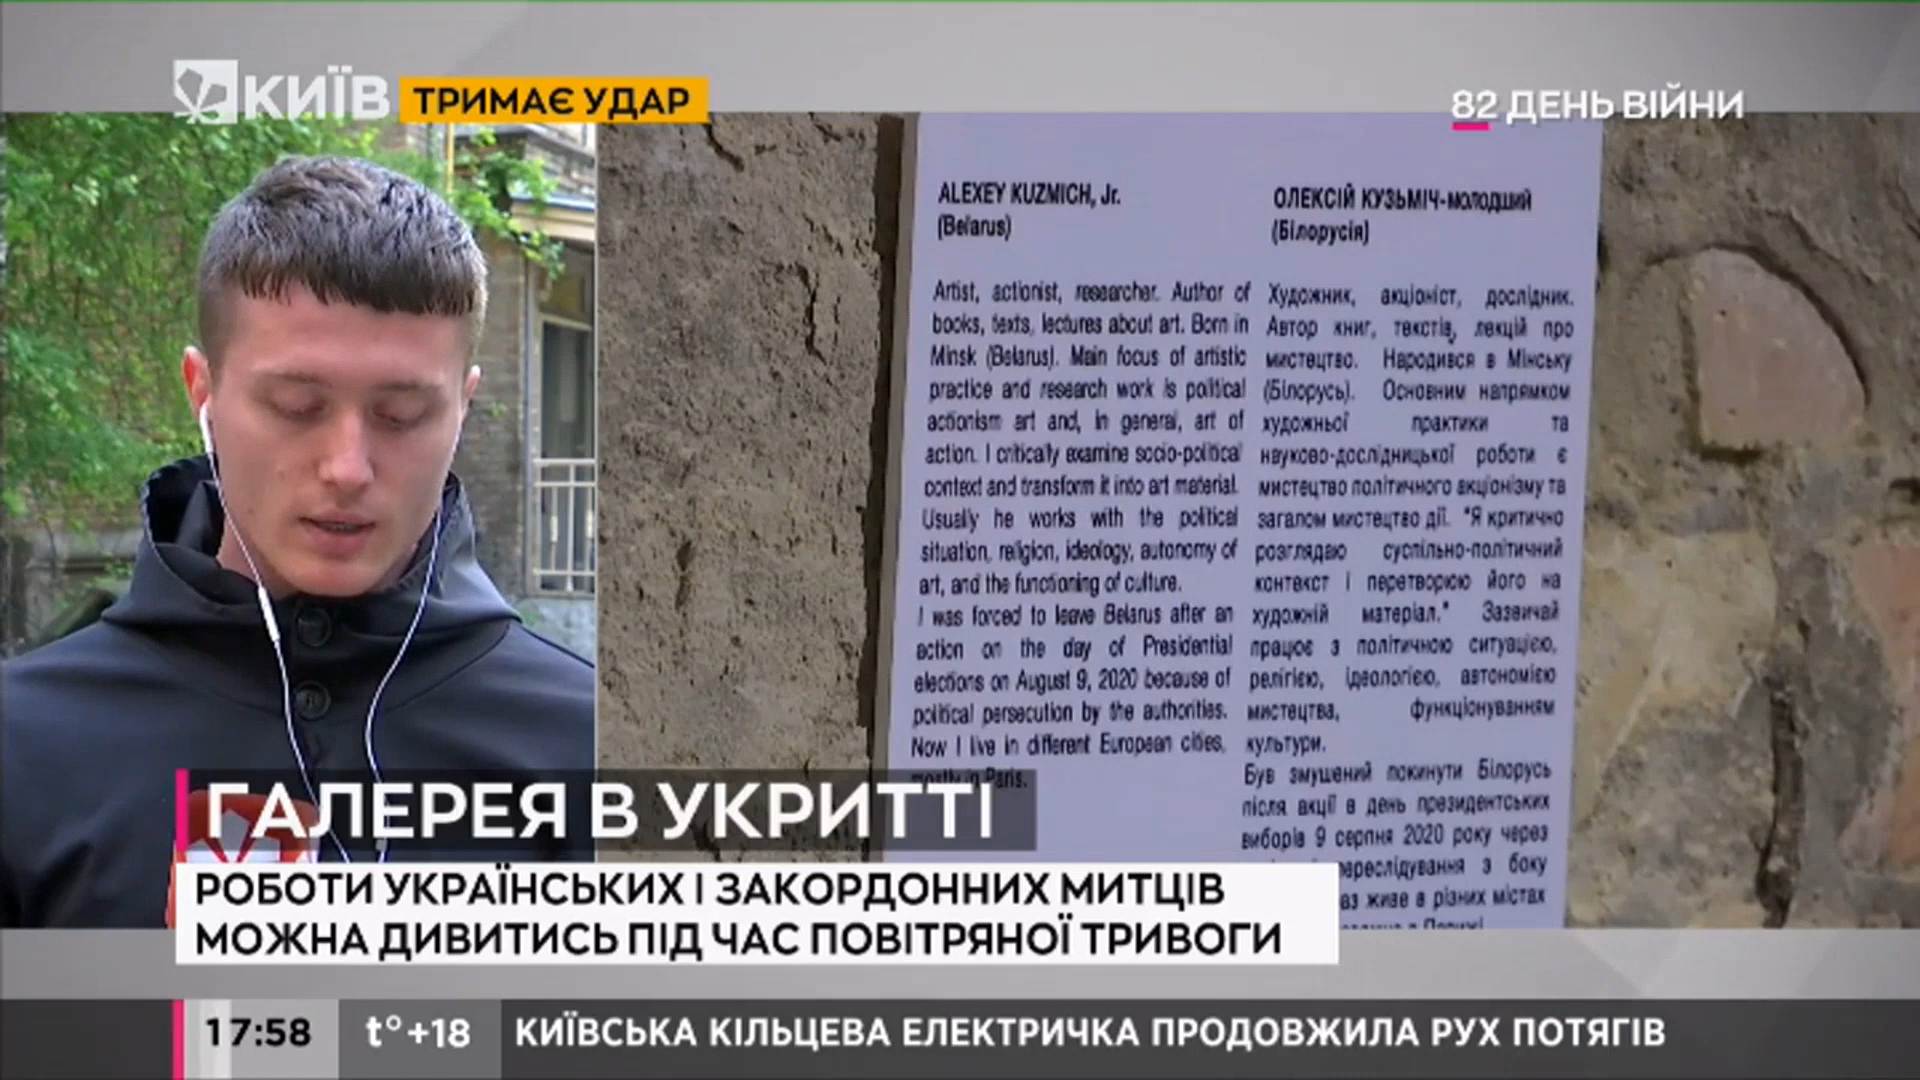 КИЇВ ТРИМАЄ УДАР
82 ДЕНЬ ВІЙНИ
ALEXEY KUZMICH, Jr.
(Belarus)
Artist, actionist, researcher. Author of
books, texts, lectures about art. Born in
Minsk (Belarus). Main focus of artistic
practice and research work is political
actionism art and, in general, art of
action. I critically examine socio-political
context and transform it into art material.
Usually he works with the political
situation, religion, ideology, autonomy of
art, and the functioning of culture.
I was forced to leave Belarus after an
action on the day of Presidential
elections on August 9, 2020 because of
political persecution by the authorities.
Now I live in different European cities,
mostly in Paris.
ОЛЕКСІЙ КУЗЬМІЧ-молодший
(Білорусія)
Художник, акціоніст, дослідник.
Автор книг, текстів, лекцій про
мистецтво. Народився в Мінську
(Білорусь). Основним напрямком
художньої практики та
науково-дослідницької роботи є
мистецтво політичного акціонізму та
загалом мистецтво дії. "Я критично
розглядаю суспільно-політичний
контекст і перетворюю його на
художній матеріал." Зазвичай
працює з політичною ситуацією,
релігією, ідеологією, автономією
мистецтва, функціонуванням
культури.
Був змушений покинути Білорусь
після акції в день президентських
виборів 9 серпня 2020 року через
з боку
живе в різних містах
ГАЛЕРЕЯ В УКРИТТІ
РОБОТИ УКРАЇНСЬКИХ І ЗАКОРДОННИХ МИТЦІВ
МОЖНА ДИВИТИСЬ ПІД ЧАС ПОВІТРЯНОЇ ТРИВОГИ
17:58 t°+18 КИЇВСЬКА КІЛЬЦЕВА ЕЛЕКТРИЧКА ПРОДОВЖИЛА РУХ ПОТЯГІВ